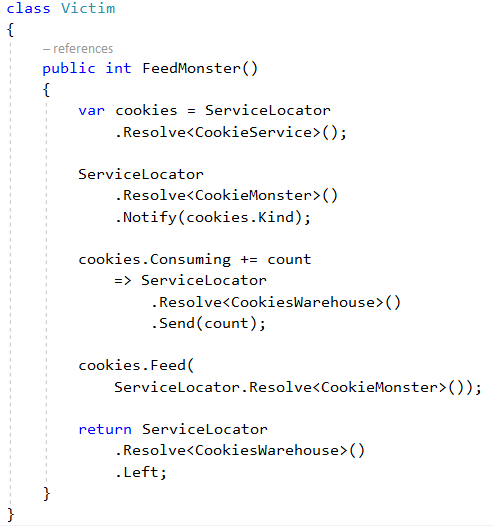 class Victim
{
– references
public int FeedMonster()
{
var cookies = ServiceLocator
.Resolve<CookieService>();
ServiceLocator
.Resolve<CookieMonster>()
.Notify(cookies.Kind);
cookies.Consuming += count
=> ServiceLocator
.Resolve<CookiesWarehouse>()
.Send(count);
cookies.Feed(
ServiceLocator.Resolve<CookieMonster>());
return ServiceLocator
.Resolve<CookiesWarehouse>()
.Left;
}
}